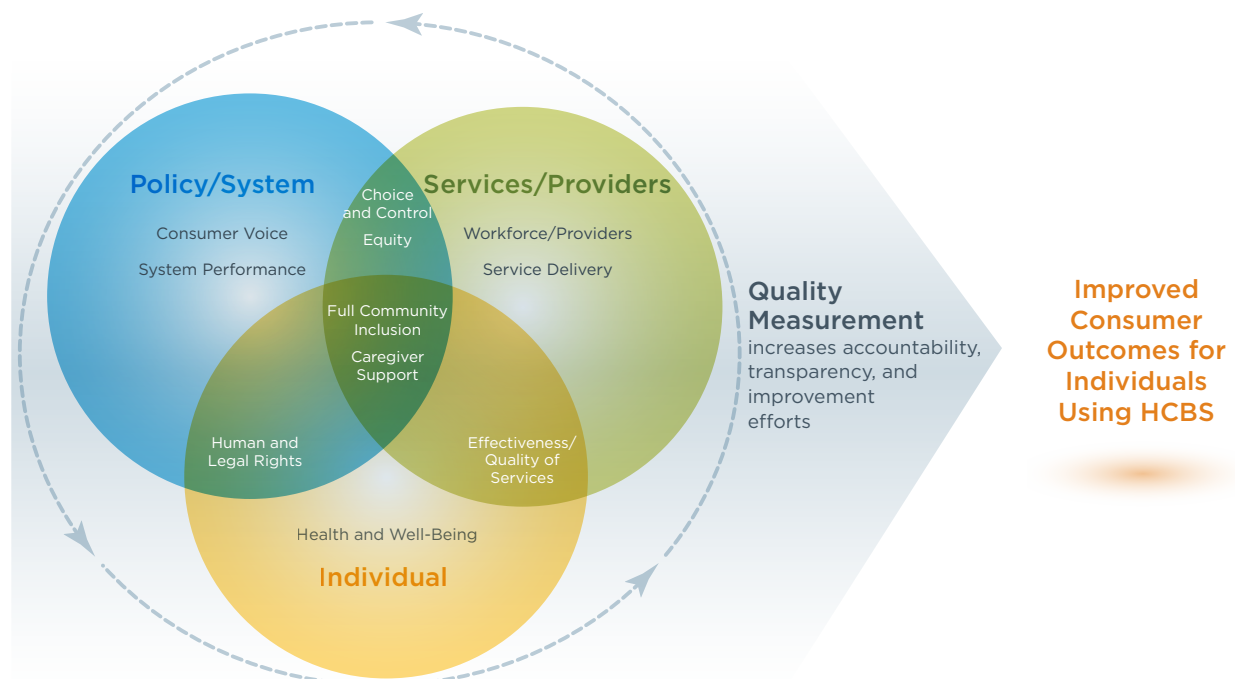 Policy/System
Consumer Voice
System Performance
Choice
and Control
Equity
Services/Providers
Workforce/Providers
Service Delivery
Full Community
Inclusion
Caregiver
Support
Human and
Legal Rights
Effectiveness/
Quality of
Services
Health and Well-Being
Individual
Quality
Measurement
increases accountability,
transparency, and
improvement
efforts
Improved
Consumer
Outcomes for
Individuals
Using HCBS